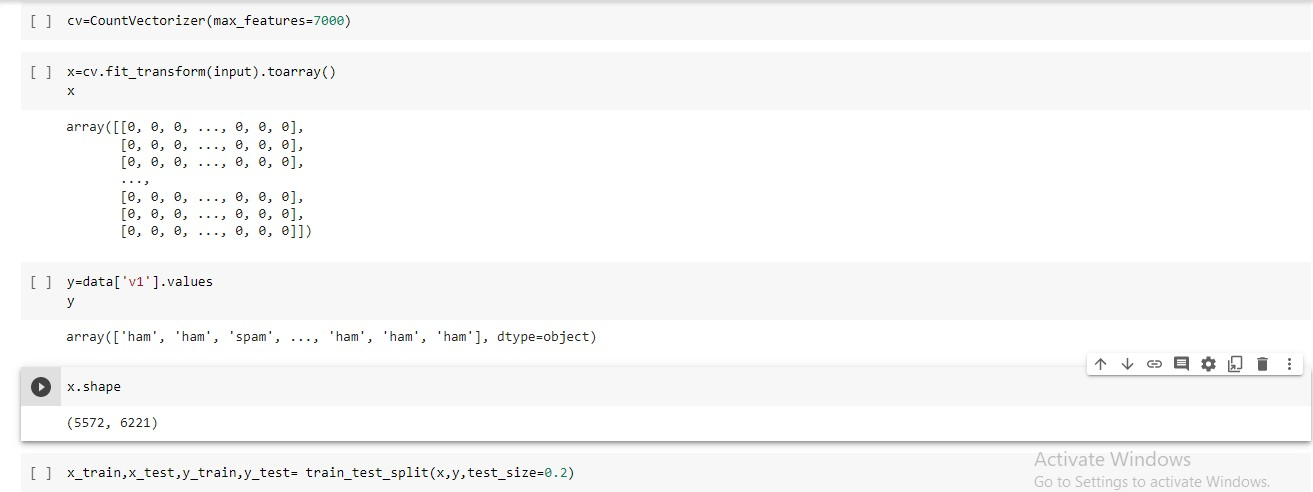 [ ] cv=CountVectorizer(max_features=7000)
[ ] x=cv.fit_transform(input).toarray()
x
array([[0, 0, 0, ..., 0, 0, 0],
[0, 0, 0, ..., 0, 0, 0],
[0, 0, 0, ..., 0, 0, 0],
...,
[0, 0, 0, ..., 0, 0, 0],
[0, 0, 0, ..., 0, 0, 0],
[0, 0, 0, ..., 0, 0, 0]])
[ ] y=data['v1'].values
y
array(['ham', 'ham', 'spam', ..., 'ham', 'ham', 'ham'], dtype=object)
x.shape
(5572, 6221)
[ ] x_train,x_test,y_train,y_test= train_test_split(x,y,test_size=0.2)
Activate Windows
Go to Settings to activate Windows.